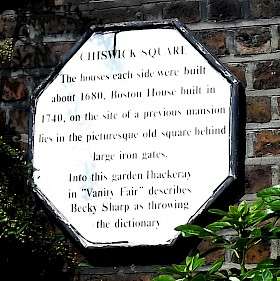 CHISWICK SQUARE
The houses each side were built
about 1680, Boston House built in
1740, on the site of a previous mansion
lies in the picturesque old square behind
large iron gates.
Into this garden Thackeray
in "Vanity Fair" describes
Becky Sharp as throwing
the dictionary